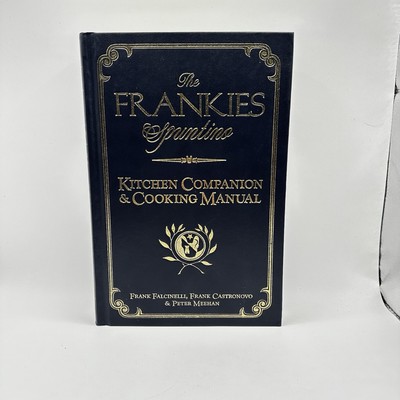 The
FRANKIES
Spuntino
KITCHEN COMPANION
& COOKING MANUAL
FRANK FALCINELLI, FRANK CASTRONOVO
& PETER MEEHAN